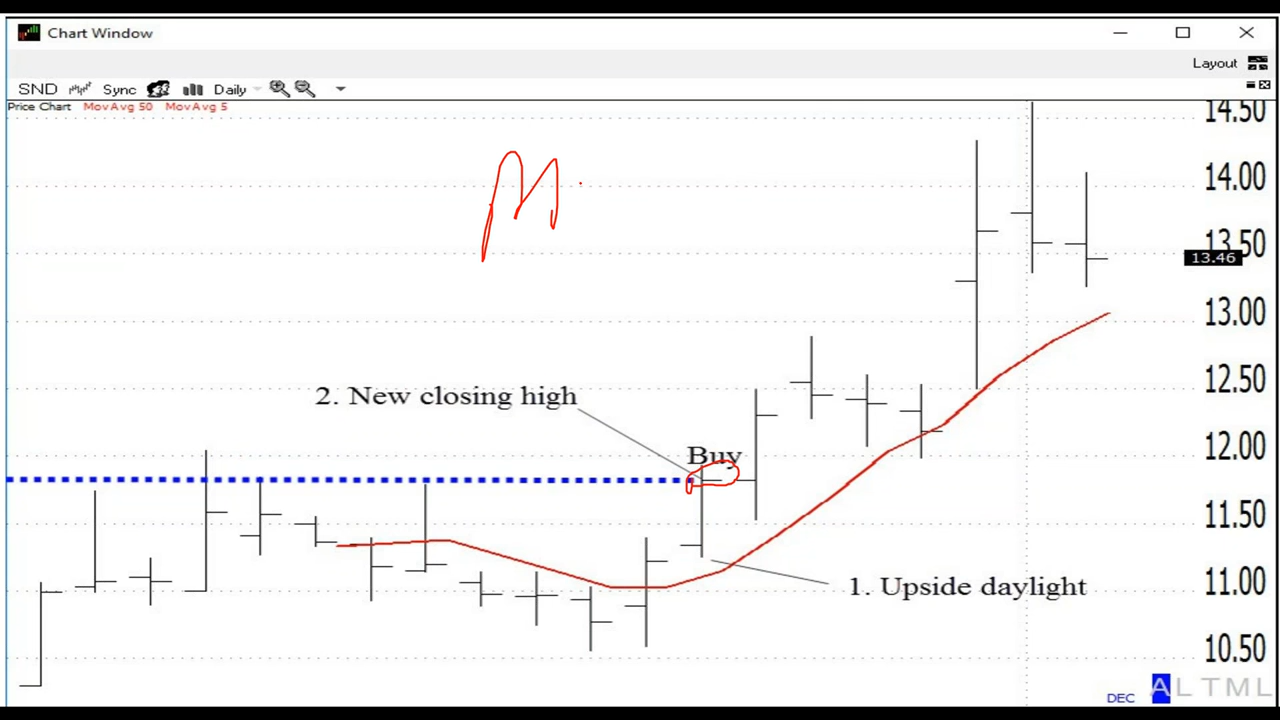 Chart Window
Layout
SND Sync Daily
Price Chart MovAvg 50 MovAvg 5
14.50
M
14.00
13.50
13.46
13.00
12.50
2. New closing high
12.00
Buy
11.50
11.00
1. Upside daylight
10.50
DEC
ALTML